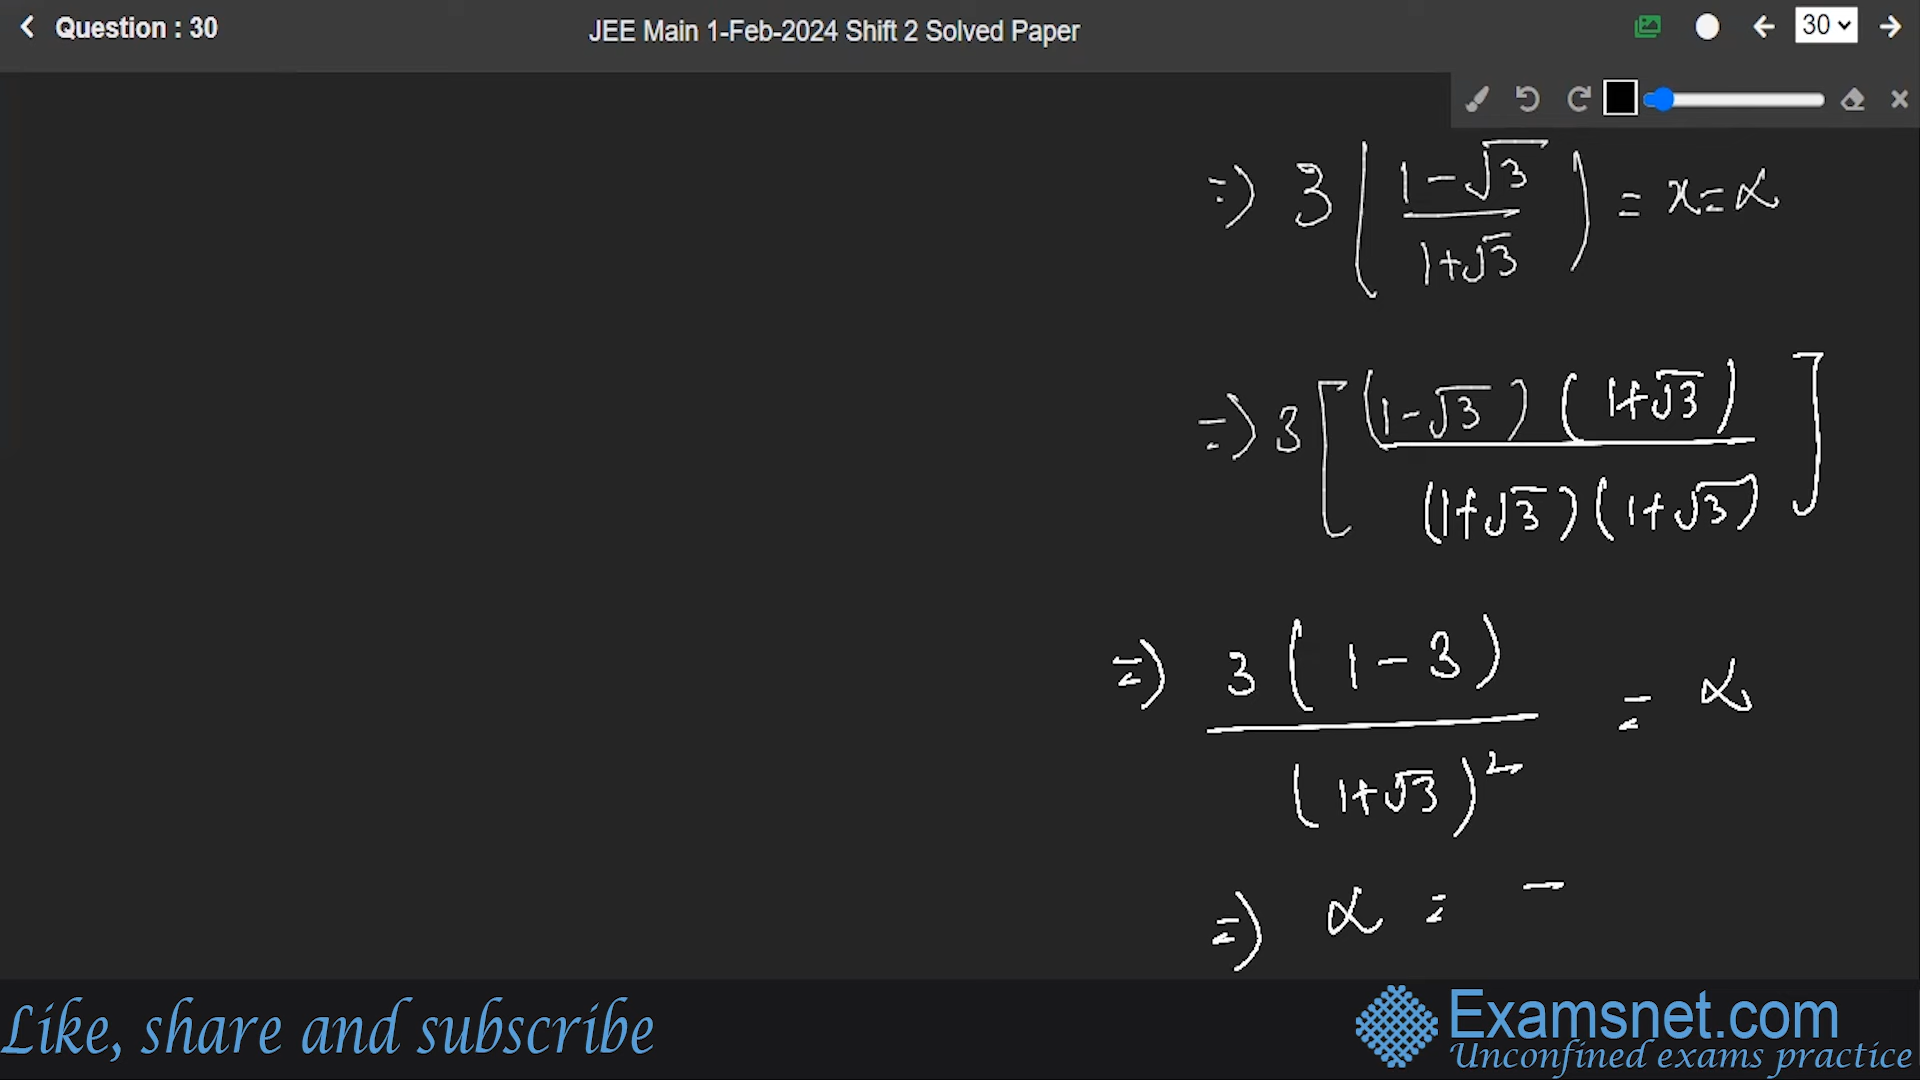 Question : 30
JEE Main 1-Feb-2024 Shift 2 Solved Paper
30
⇒ 3 ( (1-√3) / (1+√3) ) = x = α
⇒ 3 [ (1-√3) (1+√3) / (1+√3)(1+√3) ]
⇒ 3 (1-3) / (1+√3)² = α
⇒ α = -
Like, share and subscribe
Examsnet.com
Unconfined exams practice